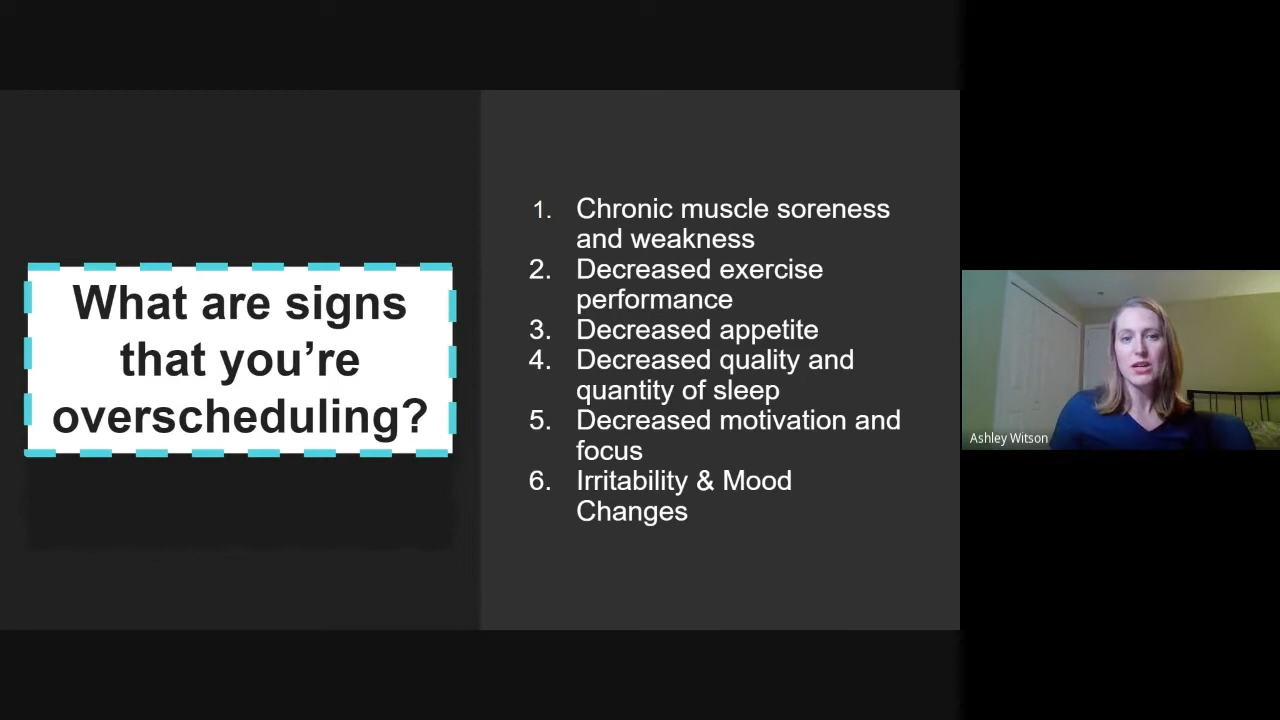 What are signs
that you’re
overscheduling?
1. Chronic muscle soreness
and weakness
2. Decreased exercise
performance
3. Decreased appetite
4. Decreased quality and
quantity of sleep
5. Decreased motivation and
focus
6. Irritability & Mood
Changes
Ashley Witson